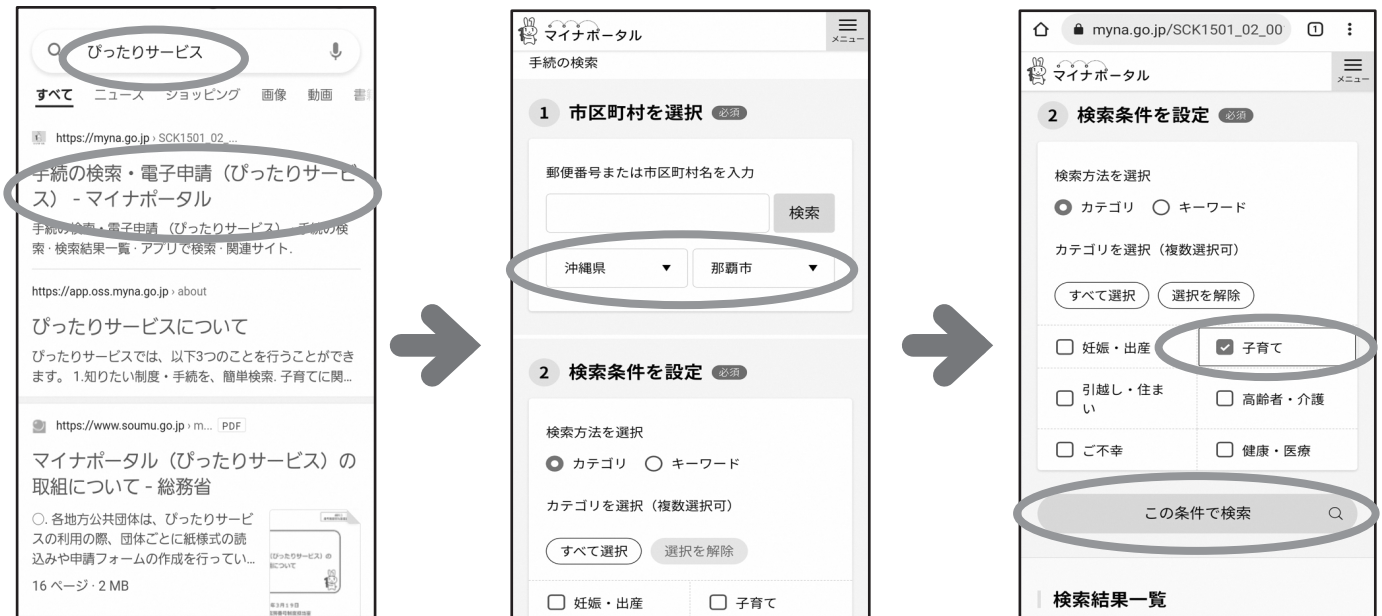 ぴったりサービス
すべて ニュース ショッピング 画像 動画
https://myna.go.jp › SCK1501_02_...
手続の検索・電子申請（ぴったりサービ
ス） - マイナポータル
手続の検索・電子申請 （ぴったりサービス） · 手続の検
索 · 検索結果一覧 · アプリで検索 · 関連サイト.
https://app.oss.myna.go.jp › about
ぴったりサービスについて
ぴったりサービスでは、以下3つのことを行うことができ
ます。 1.知りたい制度・手続を、簡単検索. 子育てに関...
https://www.soumu.go.jp › m... PDF
マイナポータル（ぴったりサービス）の
取組について - 総務省
○. 各地方公共団体は、ぴったりサービ
スの利用の際、団体ごとに紙様式の読
込みや申請フォームの作成を行ってい...
16 ページ · 2 MB
マイナポータル
メニュー
手続の検索
1 市区町村を選択 必須
郵便番号または市区町村名を入力
検索
沖縄県 ▼ 那覇市 ▼
2 検索条件を設定 必須
検索方法を選択
カテゴリ キーワード
カテゴリを選択（複数選択可）
すべて選択 選択を解除
妊娠・出産 子育て
myna.go.jp/SCK1501_02_00 1
マイナポータル
メニュー
2 検索条件を設定 必須
検索方法を選択
カテゴリ キーワード
カテゴリを選択（複数選択可）
すべて選択 選択を解除
妊娠・出産 子育て
引越し・住ま
い
高齢者・介護
ご不幸 健康・医療
この条件で検索
検索結果一覧